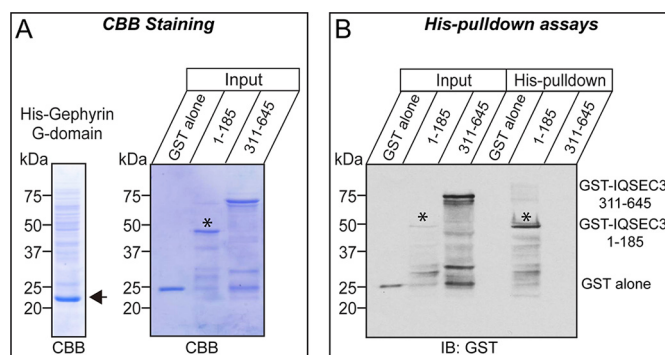 A
CBB Staining
Input
His-Gephyrin
G-domain
GST alone
1-185
311-645
kDa
75
50
37
25
20
CBB
kDa
75
50
37
25
20
*
CBB
B
His-pulldown assays
Input
His-pulldown
GST alone
1-185
311-645
GST alone
1-185
311-645
kDa
75
50
37
25
20
*
*
GST-IQSEC3
311-645
GST-IQSEC3
1-185
GST alone
IB: GST